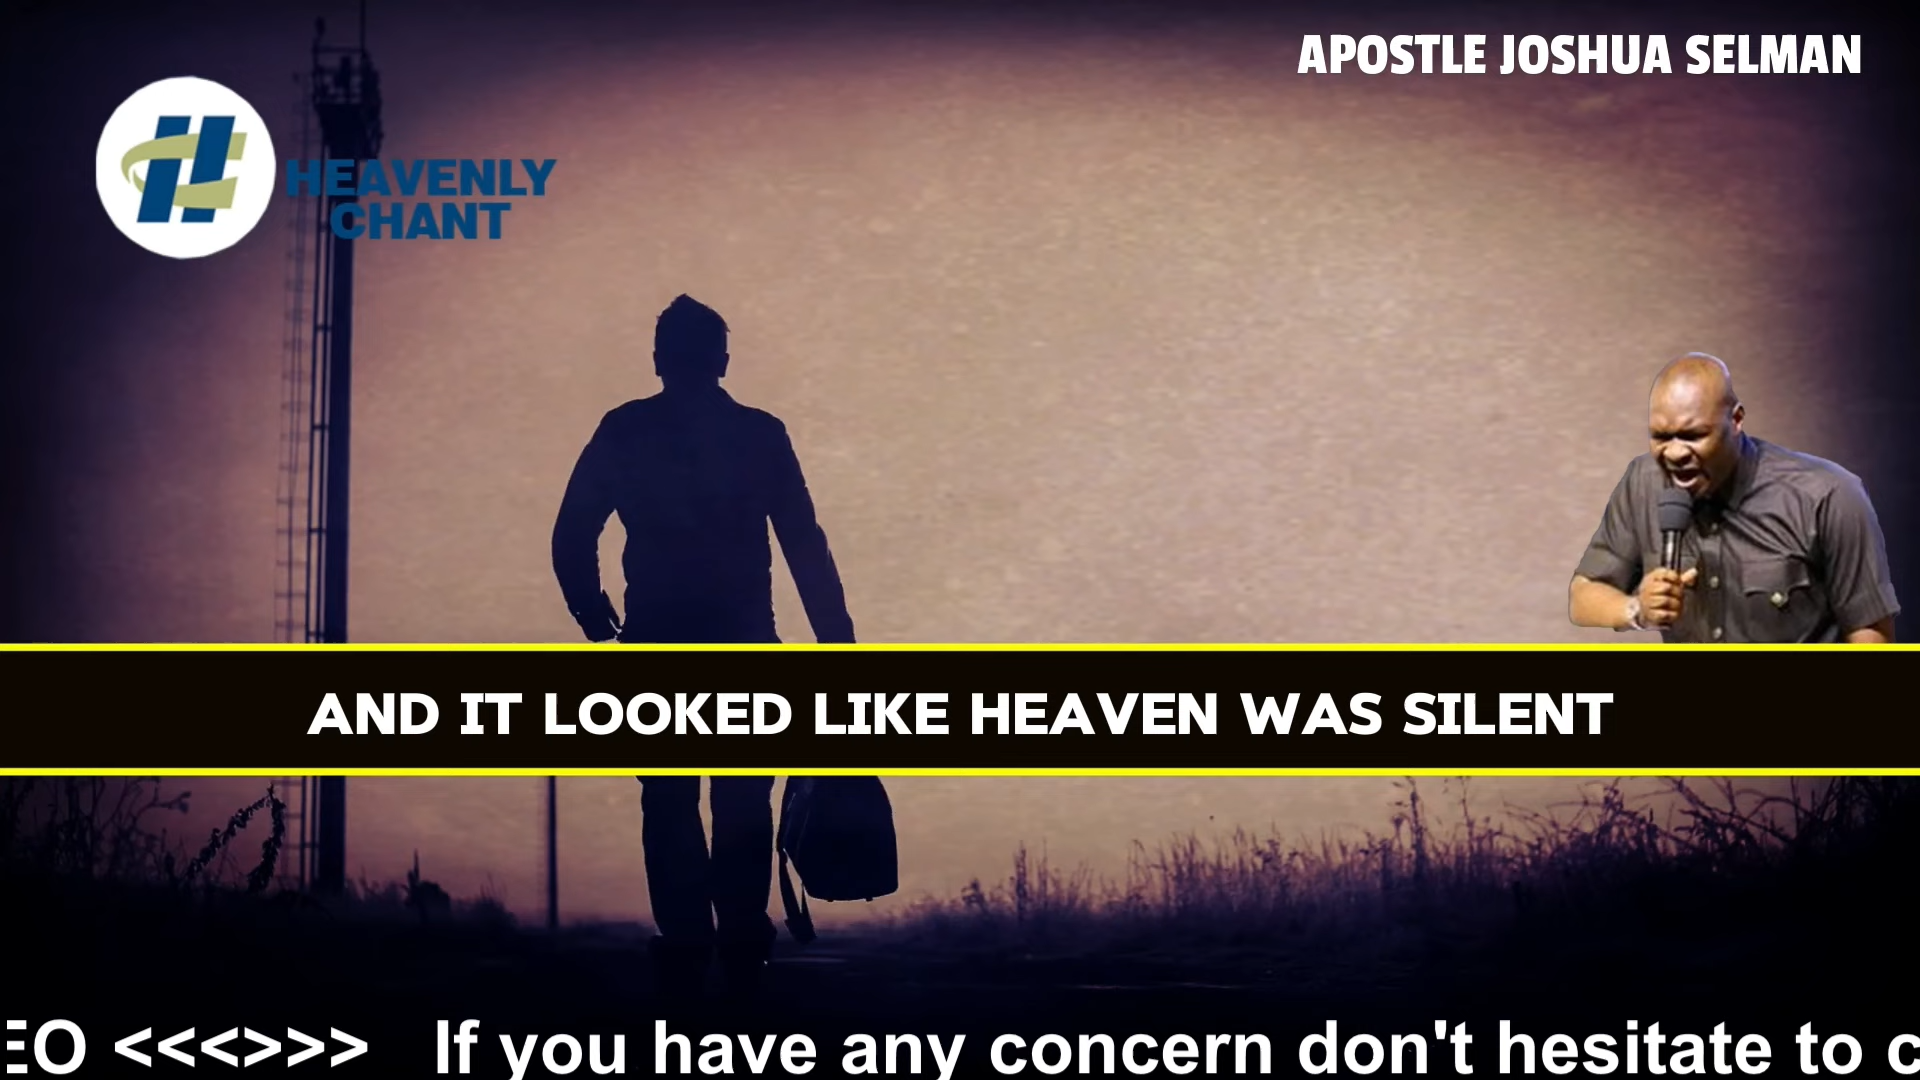 APOSTLE JOSHUA SELMAN
HEAVENLY
CHANT
AND IT LOOKED LIKE HEAVEN WAS SILENT
EO <<<>>> If you have any concern don't hesitate to c